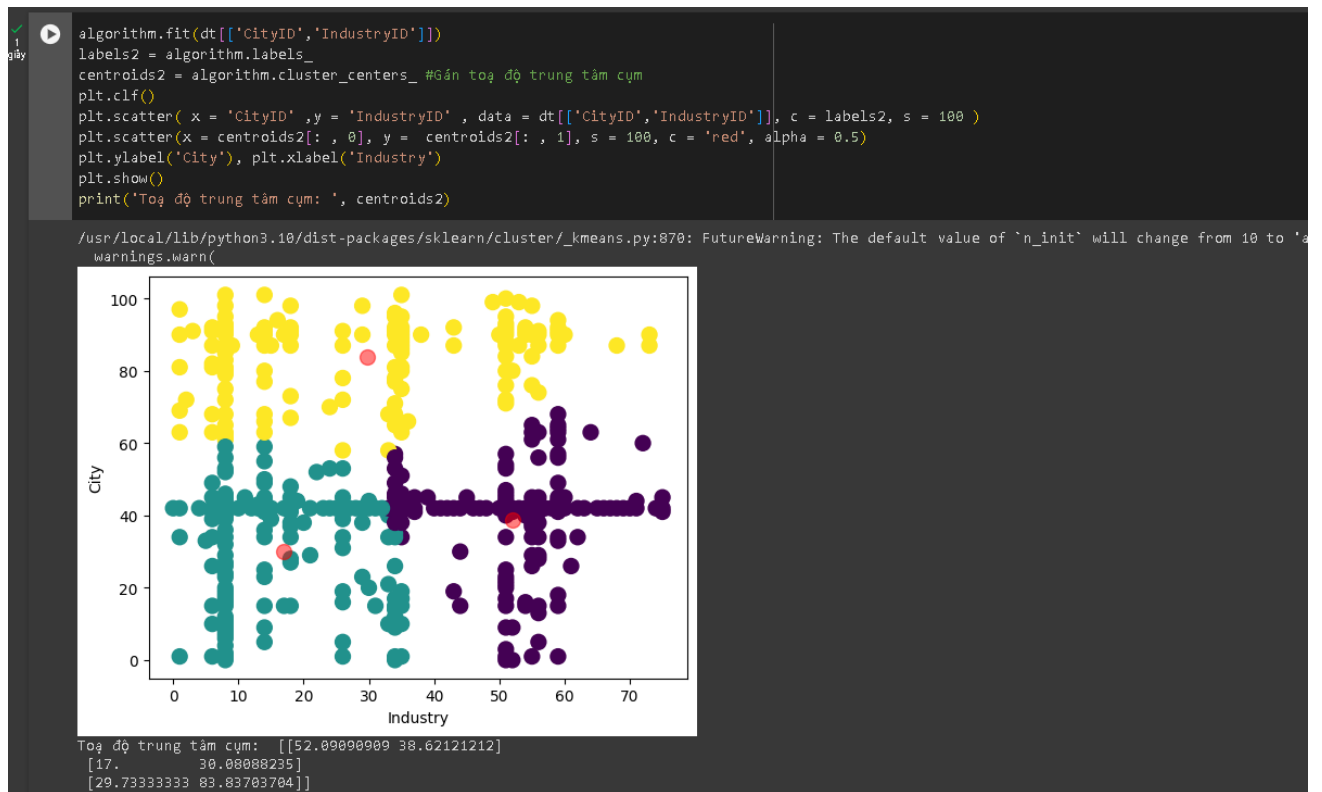 1
giây
algorithm.fit(dt[['CityID','IndustryID']])
labels2 = algorithm.labels_
centroids2 = algorithm.cluster_centers_ #Gán toạ độ trung tâm cụm
plt.clf()
plt.scatter( x = 'CityID' ,y = 'IndustryID' , data = dt[['CityID','IndustryID']], c = labels2, s = 100 )
plt.scatter(x = centroids2[: , 0], y =  centroids2[: , 1], s = 100, c = 'red', alpha = 0.5)
plt.ylabel('City'), plt.xlabel('Industry')
plt.show()
print('Toạ độ trung tâm cụm: ', centroids2)
/usr/local/lib/python3.10/dist-packages/sklearn/cluster/_kmeans.py:870: FutureWarning: The default value of `n_init` will change from 10 to 'a
warnings.warn(
100
80
60
40
20
0
City
0 10 20 30 40 50 60 70
Industry
Toạ độ trung tâm cụm:  [[52.09090909 38.62121212]
[17.         30.08088235]
[29.73333333 83.83703704]]